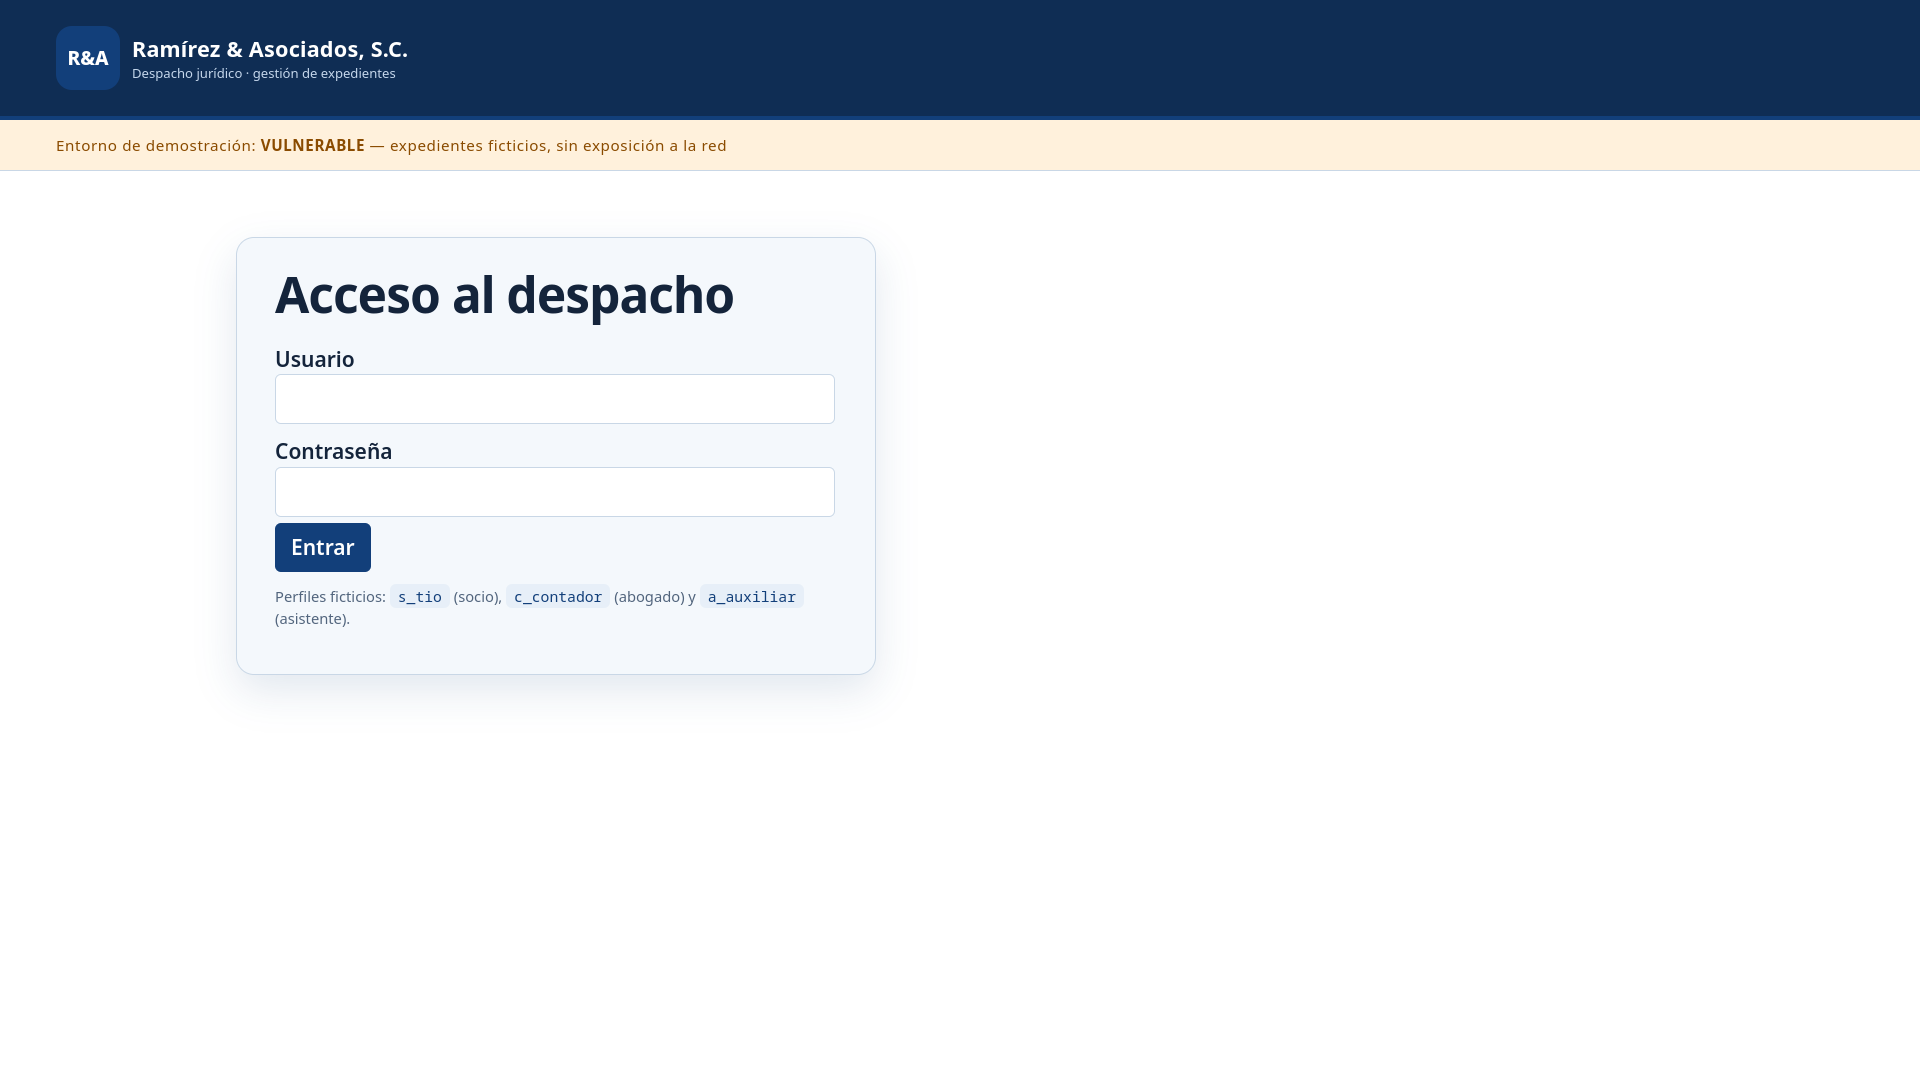 R&A
Ramírez & Asociados, S.C.
Despacho jurídico · gestión de expedientes
Entorno de demostración: VULNERABLE — expedientes ficticios, sin exposición a la red
Acceso al despacho
Usuario
Contraseña
Entrar
Perfiles ficticios: s_tio (socio), c_contador (abogado) y a_auxiliar
(asistente).